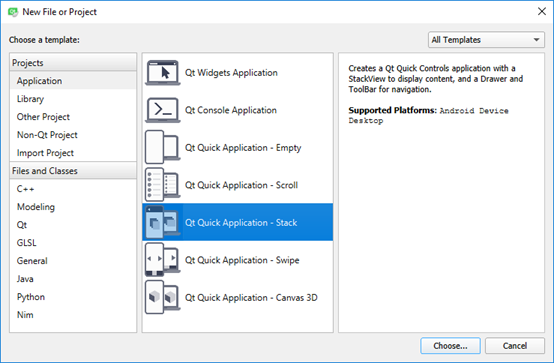 New File or Project
Choose a template:
All Templates
Projects
Application
Library
Other Project
Non-Qt Project
Import Project
Files and Classes
C++
Modeling
Qt
GLSL
General
Java
Python
Nim
Qt Widgets Application
Qt Console Application
Qt Quick Application - Empty
Qt Quick Application - Scroll
Qt Quick Application - Stack
Qt Quick Application - Swipe
Qt Quick Application - Canvas 3D
Creates a Qt Quick Controls application with a
StackView to display content, and a Drawer and
ToolBar for navigation.
Supported Platforms: Android Device
Desktop
Choose...
Cancel